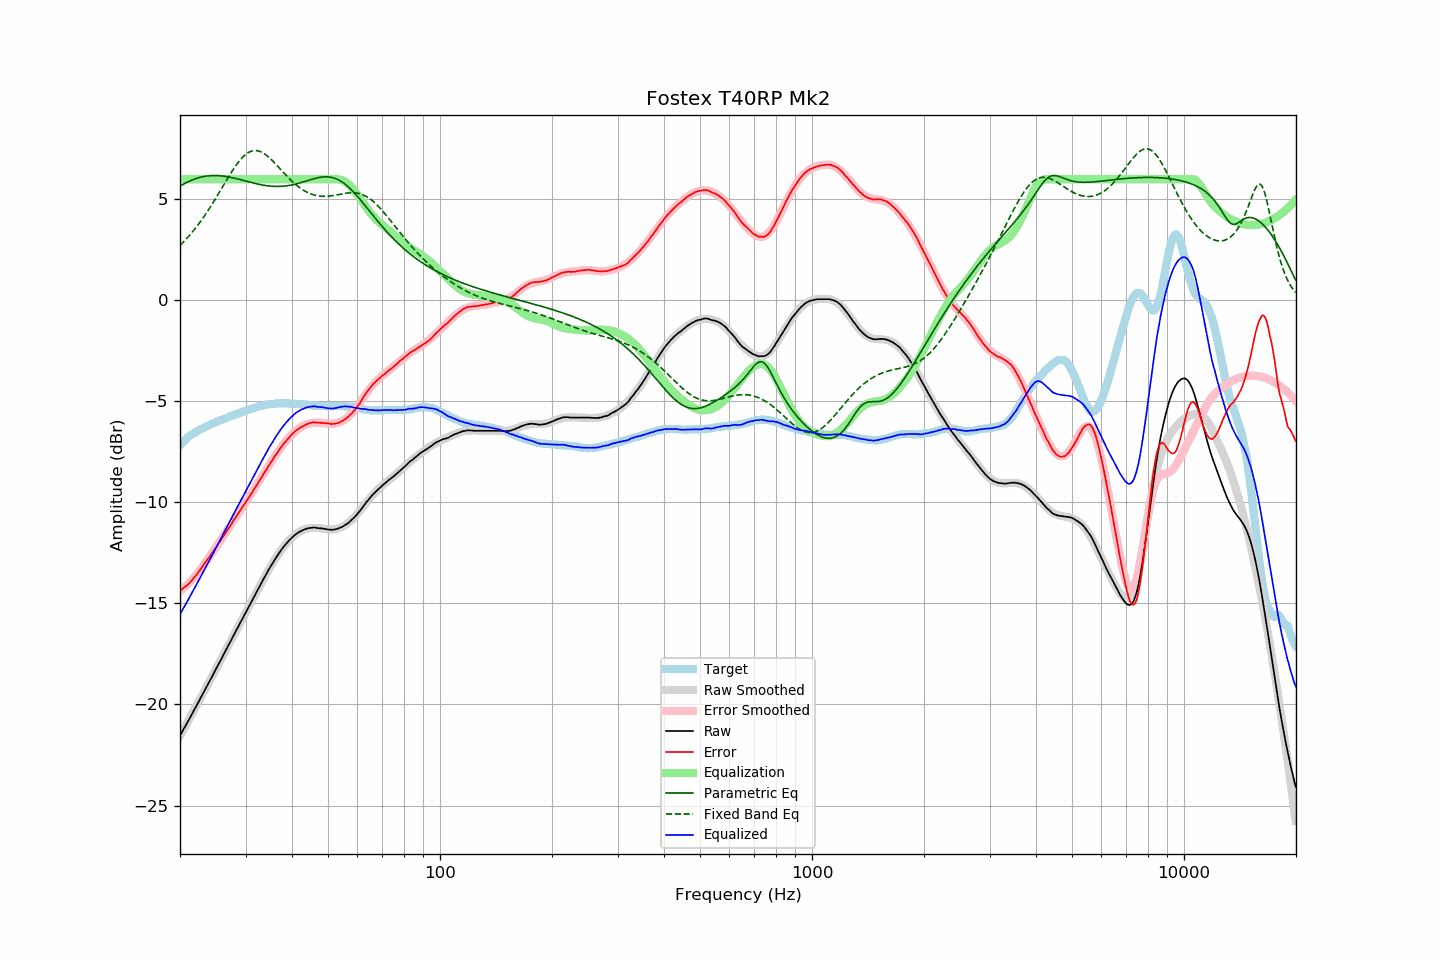 Fostex T40RP Mk2
Amplitude (dBr)
5
0
−5
−10
−15
−20
−25
Target
Raw Smoothed
Error Smoothed
Raw
Error
Equalization
Parametric Eq
Fixed Band Eq
Equalized
100
1000
10000
Frequency (Hz)